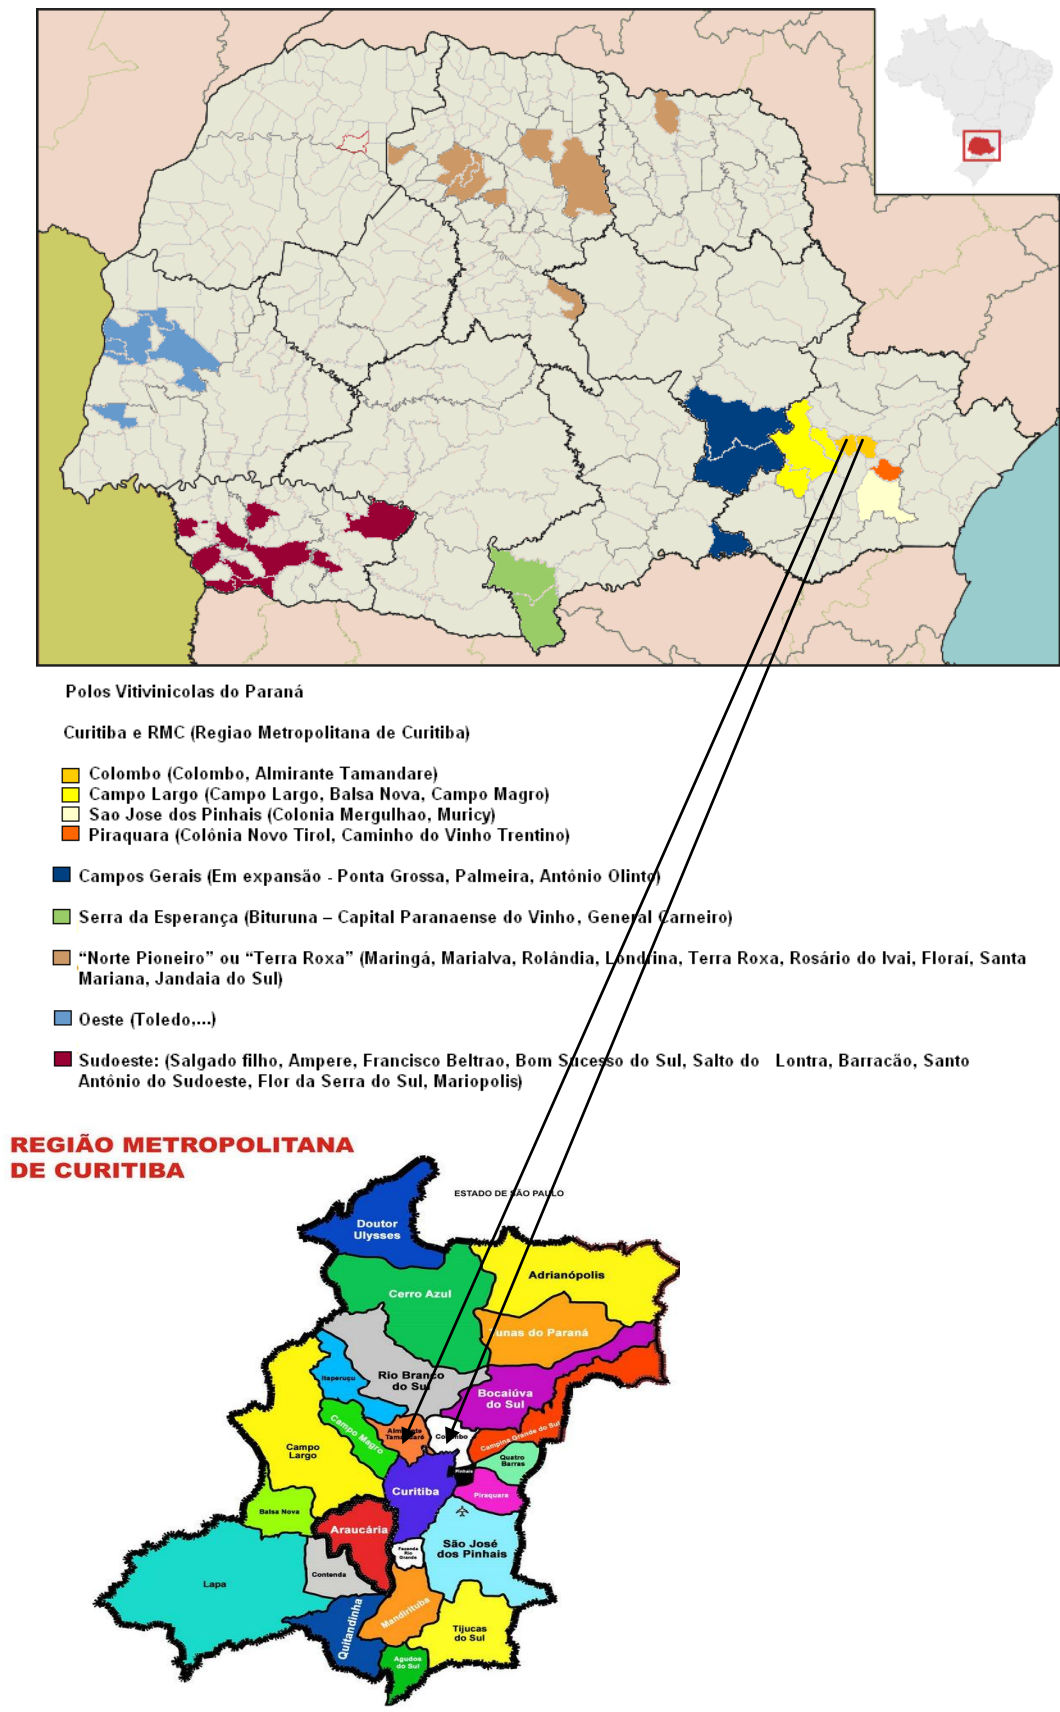 Polos Vitivinicolas do Paraná
Curitiba e RMC (Regiao Metropolitana de Curitiba)
Colombo (Colombo, Almirante Tamandare)
Campo Largo (Campo Largo, Balsa Nova, Campo Magro)
Sao Jose dos Pinhais (Colonia Mergulhao, Muricy)
Piraquara (Colônia Novo Tirol, Caminho do Vinho Trentino)
Campos Gerais (Em expansão - Ponta Grossa, Palmeira, Antônio Olinto)
Serra da Esperança (Bituruna – Capital Paranaense do Vinho, General Carneiro)
“Norte Pioneiro” ou “Terra Roxa” (Maringá, Marialva, Rolândia, Londrina, Terra Roxa, Rosário do Ivai, Floraí, Santa
Mariana, Jandaia do Sul)
Oeste (Toledo,...)
Sudoeste: (Salgado filho, Ampere, Francisco Beltrao, Bom Sucesso do Sul, Salto do Lontra, Barracão, Santo
Antônio do Sudoeste, Flor da Serra do Sul, Mariopolis)
REGIÃO METROPOLITANA
DE CURITIBA
ESTADO DE SÃO PAULO
Doutor
Ulysses
Adrianópolis
Cerro Azul
unas do Paraná
Itaperuçu
Rio Branco
do Sul
Bocaiúva
do Sul
Campo Magro
Almirante
Tamandaré
Colombo
Campina Grande do Sul
Campo
Largo
Quatro
Barras
Pinhais
Curitiba
Piraquara
Balsa Nova
Araucária
São José
dos Pinhais
Fazenda
Rio
Grande
Contenda
Lapa
Mandirituba
Quitandinha
Tijucas
do Sul
Agudos
do Sul